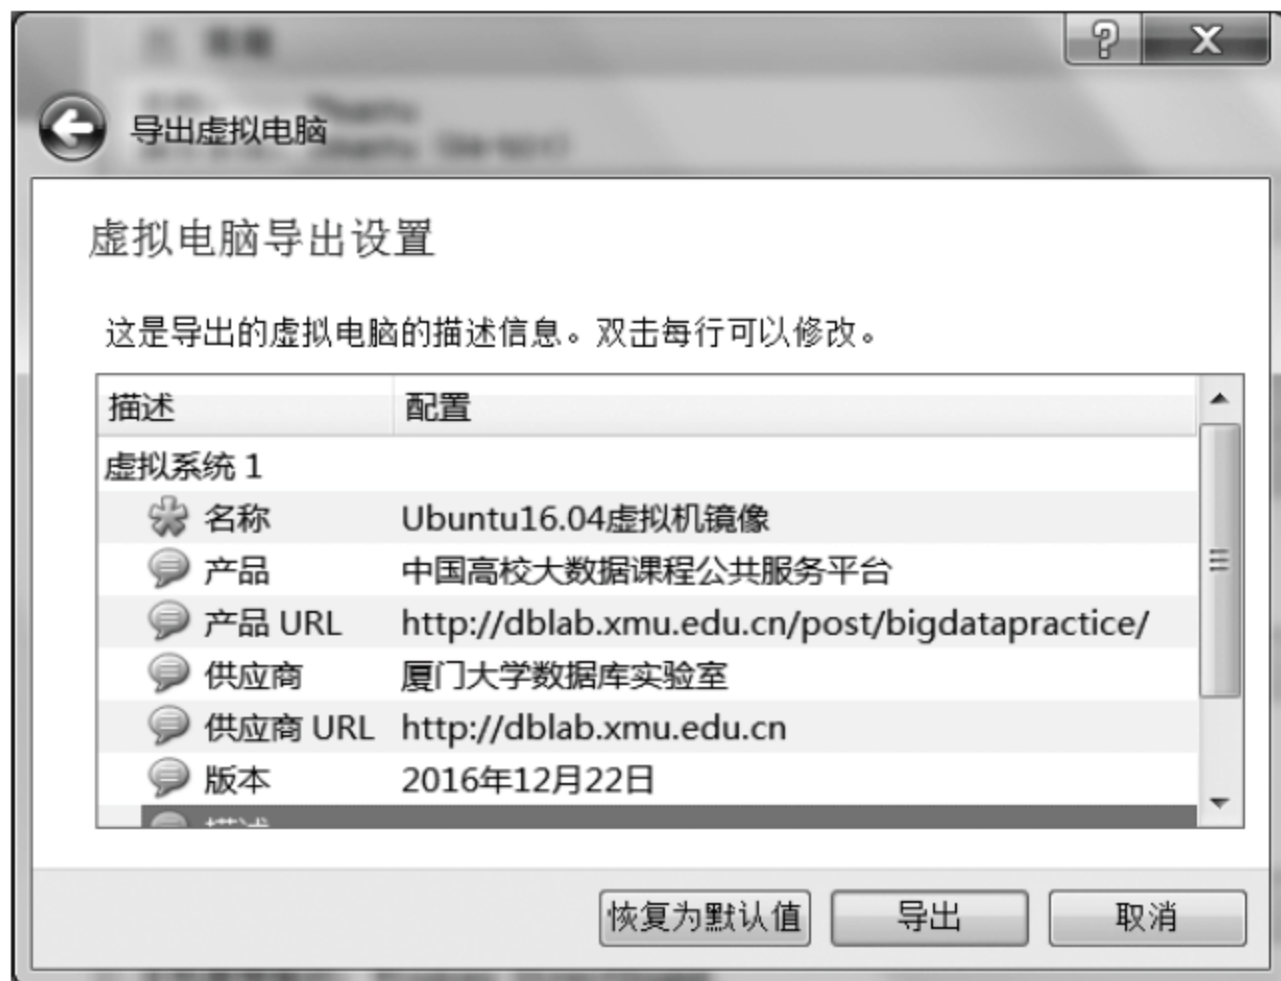 导出虚拟电脑
虚拟电脑导出设置
这是导出的虚拟电脑的描述信息。双击每行可以修改。
描述 配置
虚拟系统 1
名称 Ubuntu16.04虚拟机镜像
产品 中国高校大数据课程公共服务平台
产品 URL http://dblab.xmu.edu.cn/post/bigdatapractice/
供应商 厦门大学数据库实验室
供应商 URL http://dblab.xmu.edu.cn
版本 2016年12月22日
恢复为默认值 导出 取消